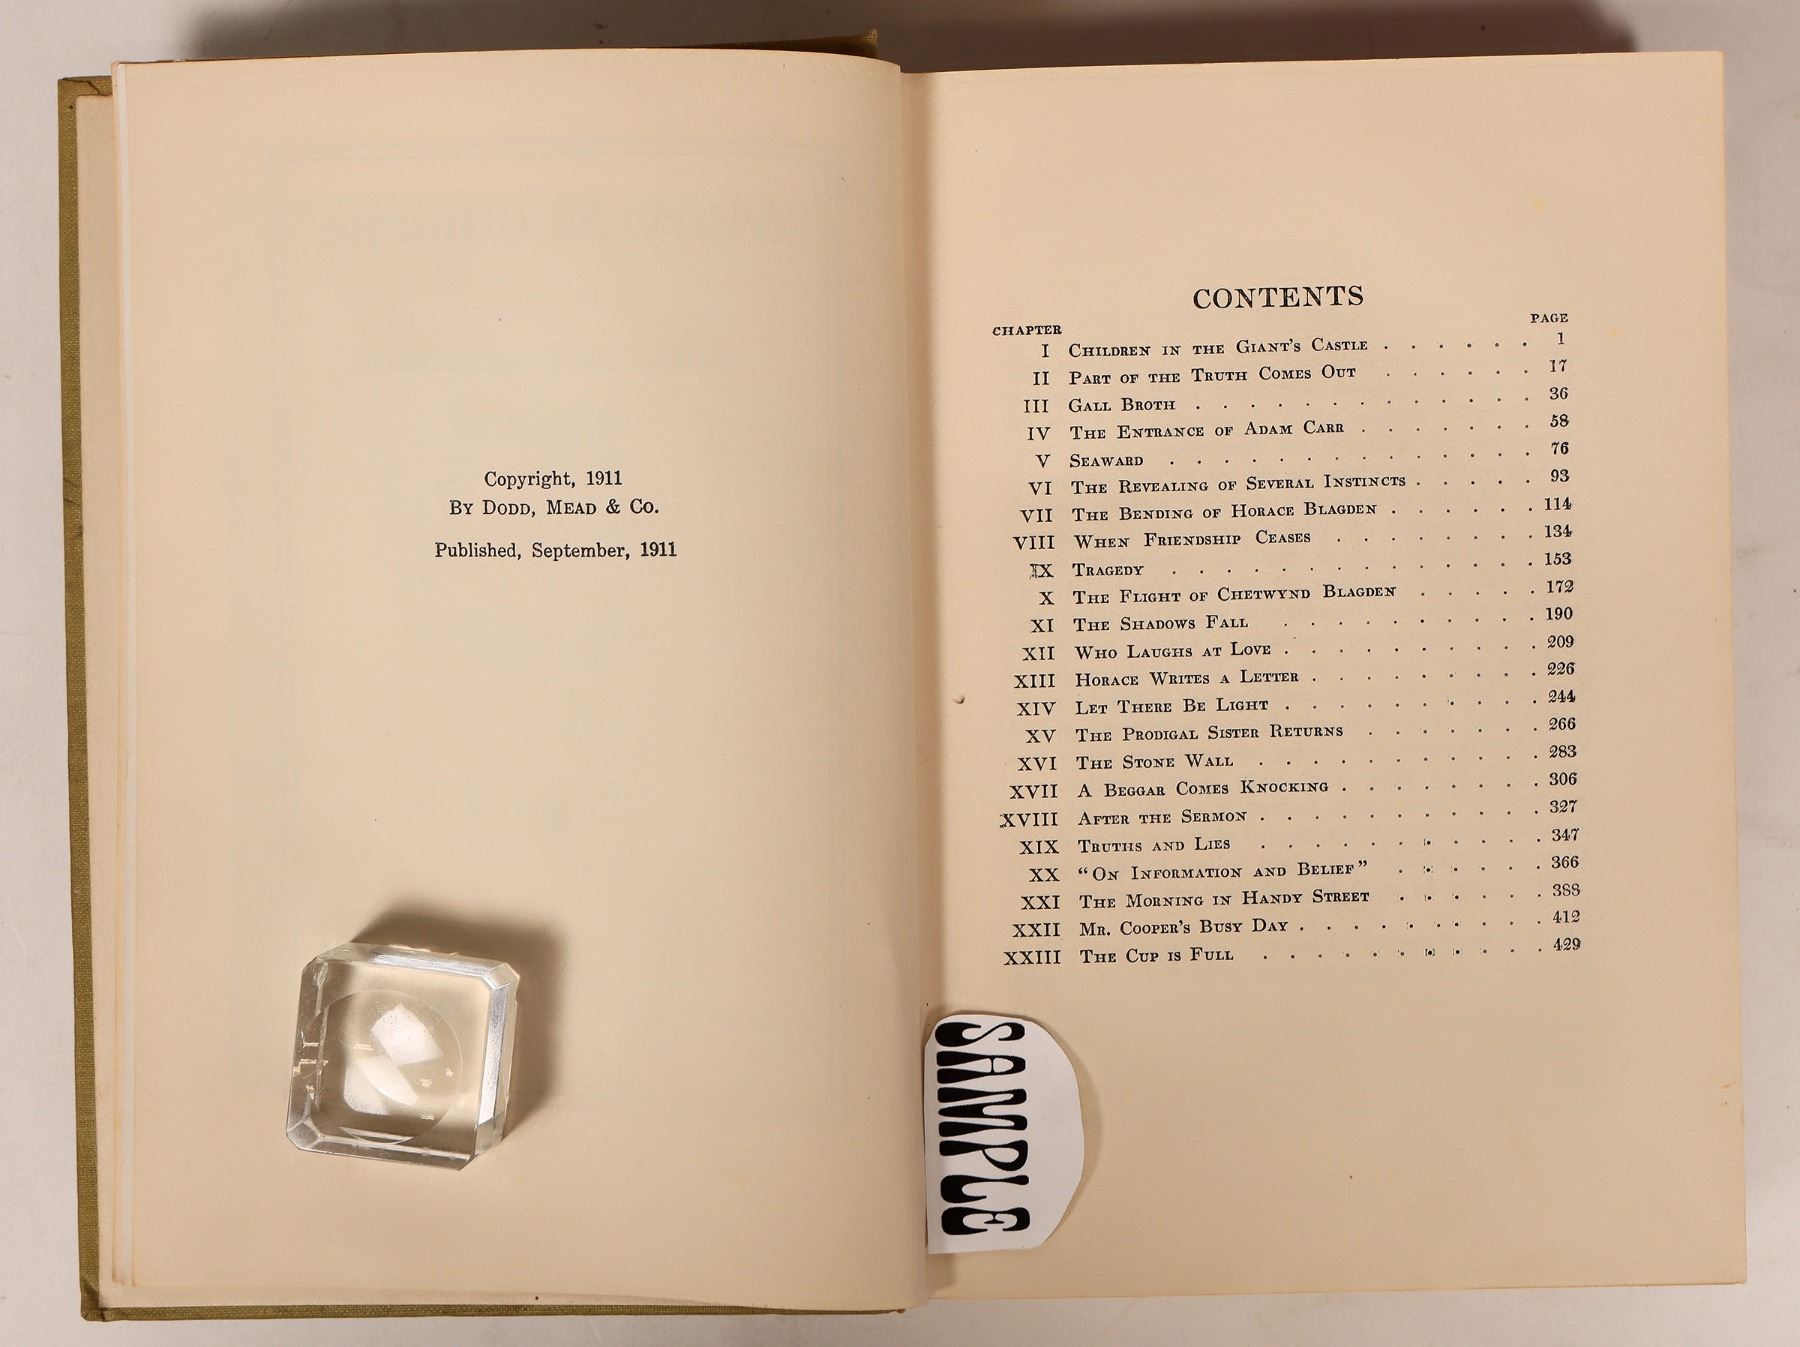 Copyright, 1911
By Dodd, Mead & Co.
Published, September, 1911
CONTENTS
CHAPTER PAGE
I Children in the Giant's Castle . . . . . . 1
II Part of the Truth Comes Out . . . . . . 17
III Gall Broth . . . . . . . . . . . . . 36
IV The Entrance of Adam Carr . . . . . . . 58
V Seaward . . . . . . . . . . . . . . 76
VI The Revealing of Several Instincts . . . . . 93
VII The Bending of Horace Blagden . . . . . . 114
VIII When Friendship Ceases . . . . . . . . 134
IX Tragedy . . . . . . . . . . . . . . 153
X The Flight of Chetwynd Blagden . . . . . 172
XI The Shadows Fall . . . . . . . . . . 190
XII Who Laughs at Love . . . . . . . . . . 209
XIII Horace Writes a Letter . . . . . . . . . 226
XIV Let There Be Light . . . . . . . . . . 244
XV The Prodigal Sister Returns . . . . . . . 266
XVI The Stone Wall . . . . . . . . . . . 283
XVII A Beggar Comes Knocking . . . . . . . . 306
XVIII After the Sermon . . . . . . . . . . . 327
XIX Truths and Lies . . . . . . . . . . . 347
XX "On Information and Belief" . . . . . . 366
XXI The Morning in Handy Street . . . . . . 388
XXII Mr. Cooper's Busy Day . . . . . . . . . 412
XXIII The Cup is Full . . . . . . . . . . . 429
SAMPLE